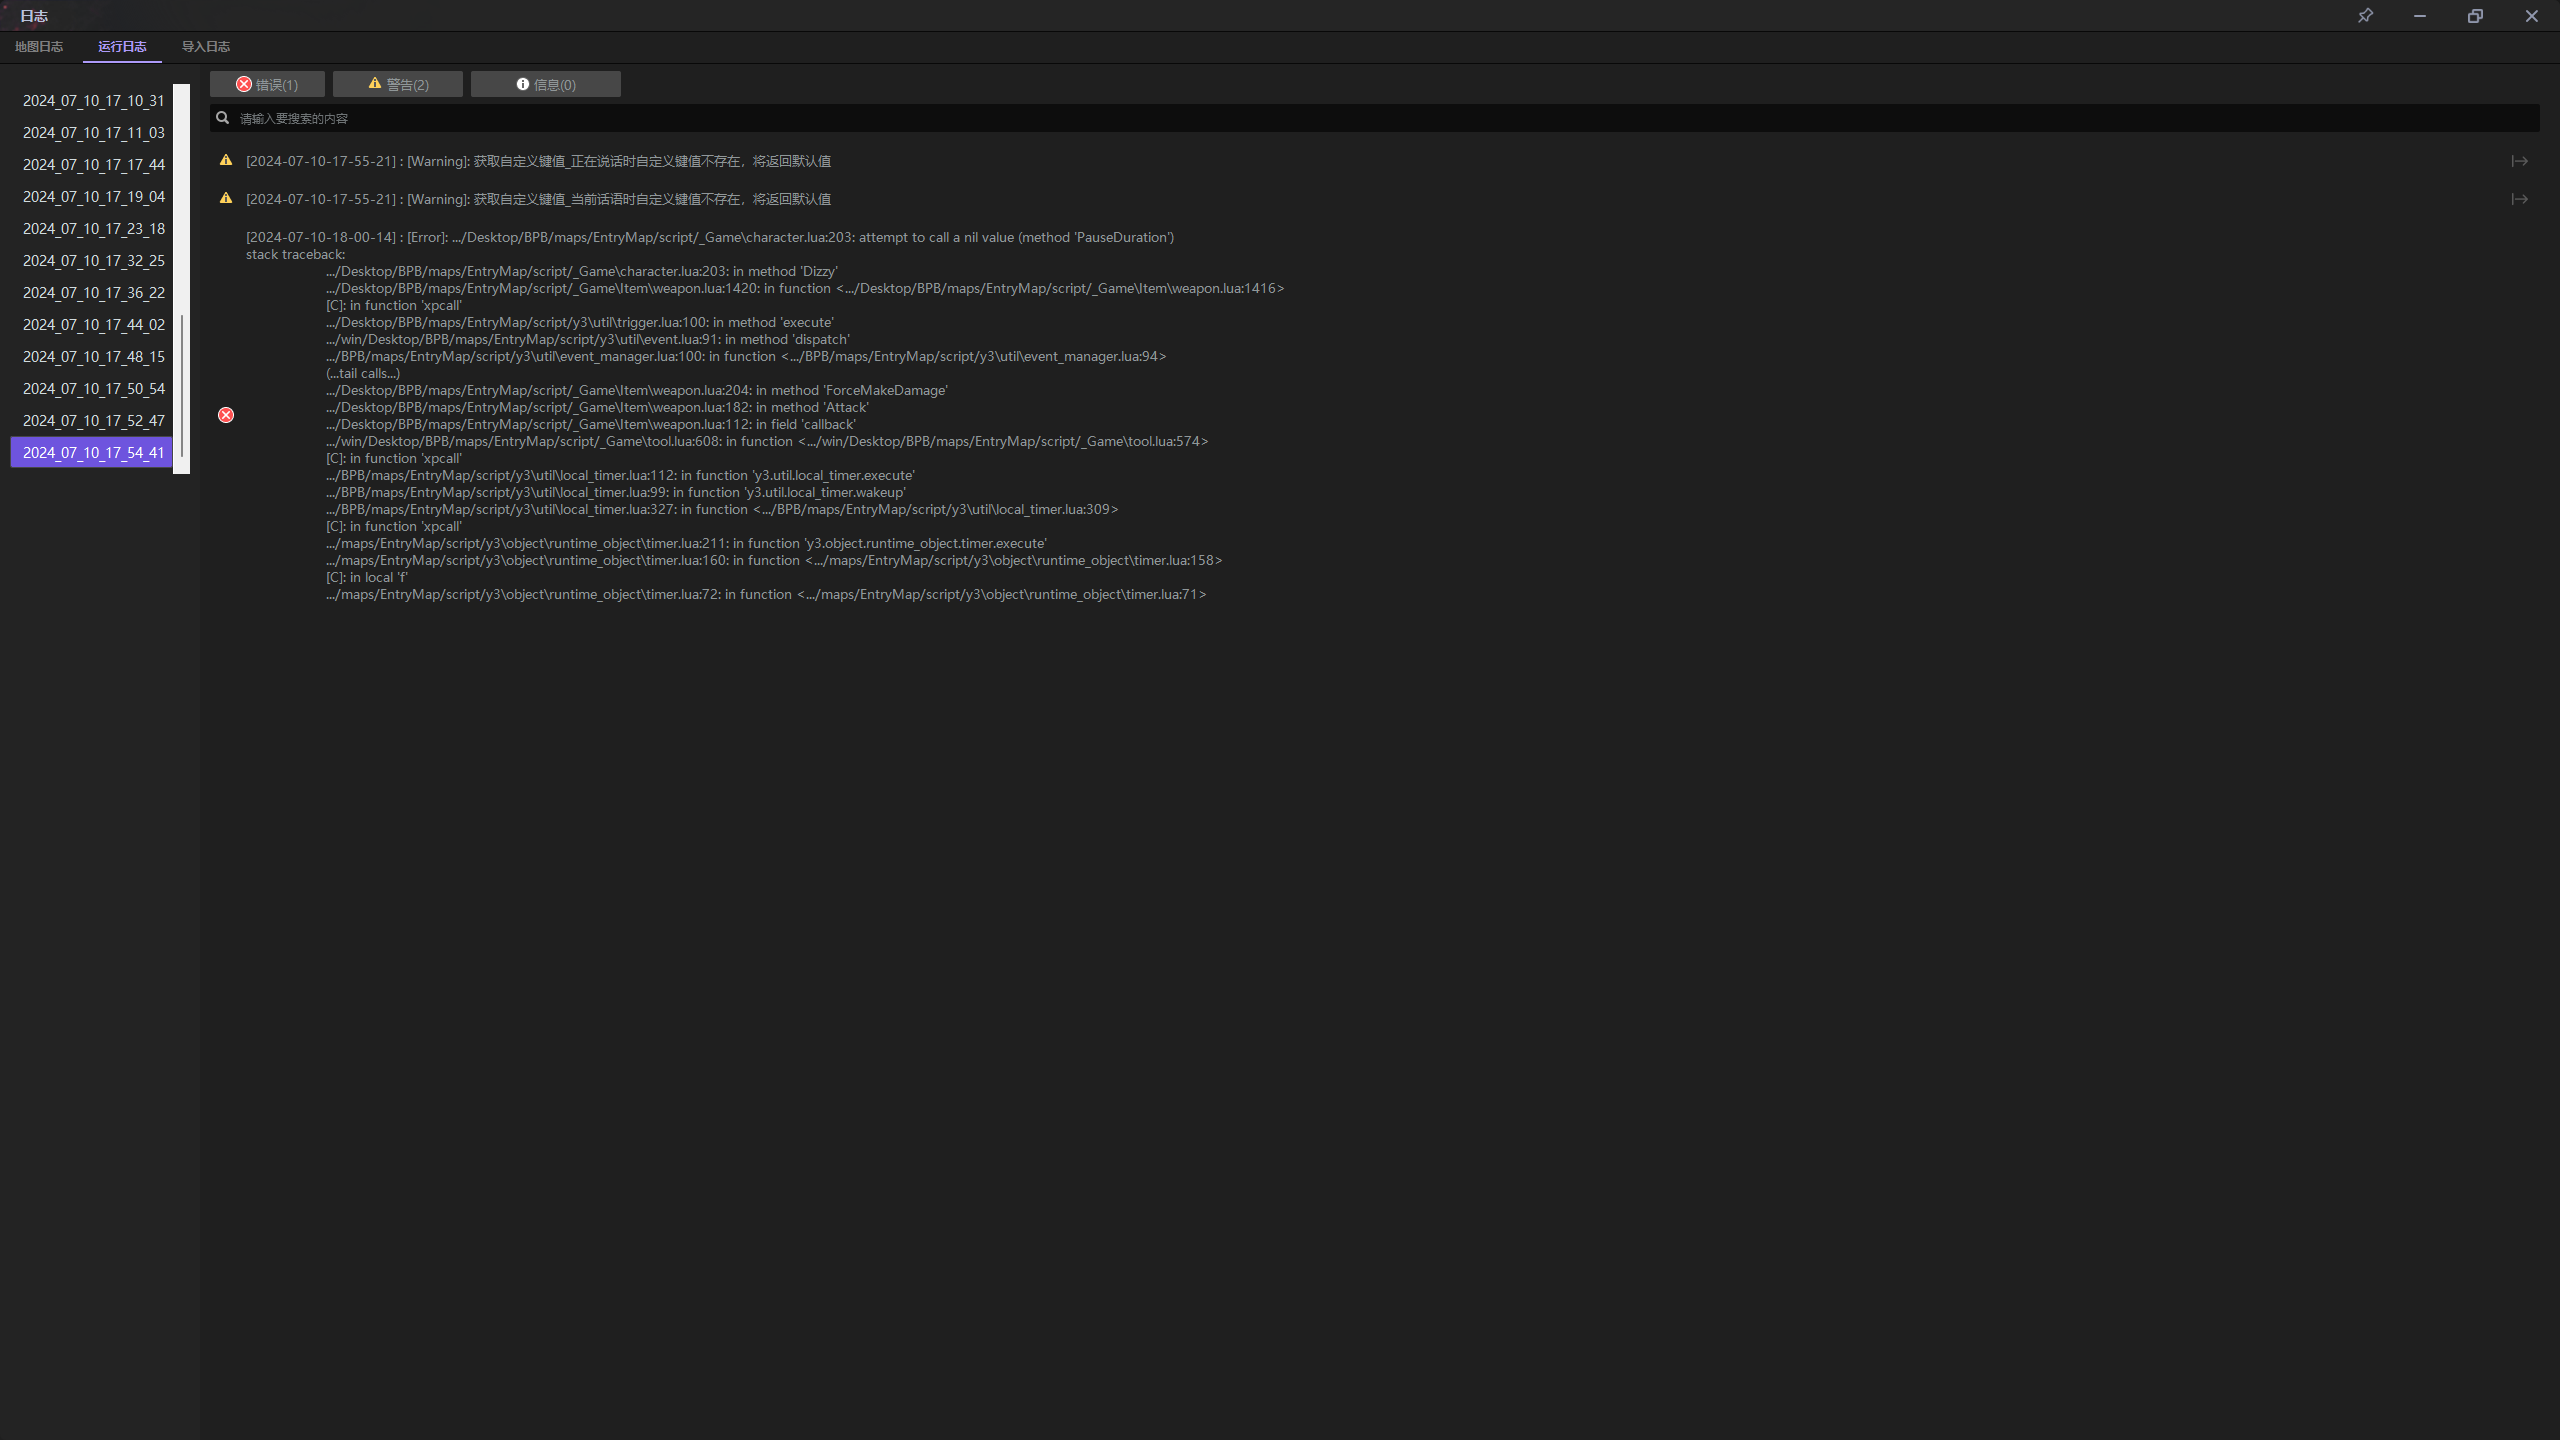 日志
地图日志
运行日志
导入日志
2024_07_10_17_10_31
2024_07_10_17_11_03
2024_07_10_17_17_44
2024_07_10_17_19_04
2024_07_10_17_23_18
2024_07_10_17_32_25
2024_07_10_17_36_22
2024_07_10_17_44_02
2024_07_10_17_48_15
2024_07_10_17_50_54
2024_07_10_17_52_47
2024_07_10_17_54_41
错误(1)
警告(2)
信息(0)
请输入要搜索的内容
[2024-07-10-17-55-21] : [Warning]: 获取自定义键值_正在说话时自定义键值不存在，将返回默认值
[2024-07-10-17-55-21] : [Warning]: 获取自定义键值_当前话语时自定义键值不存在，将返回默认值
[2024-07-10-18-00-14] : [Error]: .../Desktop/BPB/maps/EntryMap/script/_Game\character.lua:203: attempt to call a nil value (method 'PauseDuration')
stack traceback:
.../Desktop/BPB/maps/EntryMap/script/_Game\character.lua:203: in method 'Dizzy'
.../Desktop/BPB/maps/EntryMap/script/_Game\Item\weapon.lua:1420: in function <.../Desktop/BPB/maps/EntryMap/script/_Game\Item\weapon.lua:1416>
[C]: in function 'xpcall'
.../Desktop/BPB/maps/EntryMap/script/y3\util\trigger.lua:100: in method 'execute'
.../win/Desktop/BPB/maps/EntryMap/script/y3\util\event.lua:91: in method 'dispatch'
.../BPB/maps/EntryMap/script/y3\util\event_manager.lua:100: in function <.../BPB/maps/EntryMap/script/y3\util\event_manager.lua:94>
(...tail calls...)
.../Desktop/BPB/maps/EntryMap/script/_Game\Item\weapon.lua:204: in method 'ForceMakeDamage'
.../Desktop/BPB/maps/EntryMap/script/_Game\Item\weapon.lua:182: in method 'Attack'
.../Desktop/BPB/maps/EntryMap/script/_Game\Item\weapon.lua:112: in field 'callback'
.../win/Desktop/BPB/maps/EntryMap/script/_Game\tool.lua:608: in function <.../win/Desktop/BPB/maps/EntryMap/script/_Game\tool.lua:574>
[C]: in function 'xpcall'
.../BPB/maps/EntryMap/script/y3\util\local_timer.lua:112: in function 'y3.util.local_timer.execute'
.../BPB/maps/EntryMap/script/y3\util\local_timer.lua:99: in function 'y3.util.local_timer.wakeup'
.../BPB/maps/EntryMap/script/y3\util\local_timer.lua:327: in function <.../BPB/maps/EntryMap/script/y3\util\local_timer.lua:309>
[C]: in function 'xpcall'
.../maps/EntryMap/script/y3\object\runtime_object\timer.lua:211: in function 'y3.object.runtime_object.timer.execute'
.../maps/EntryMap/script/y3\object\runtime_object\timer.lua:160: in function <.../maps/EntryMap/script/y3\object\runtime_object\timer.lua:158>
[C]: in local 'f'
.../maps/EntryMap/script/y3\object\runtime_object\timer.lua:72: in function <.../maps/EntryMap/script/y3\object\runtime_object\timer.lua:71>